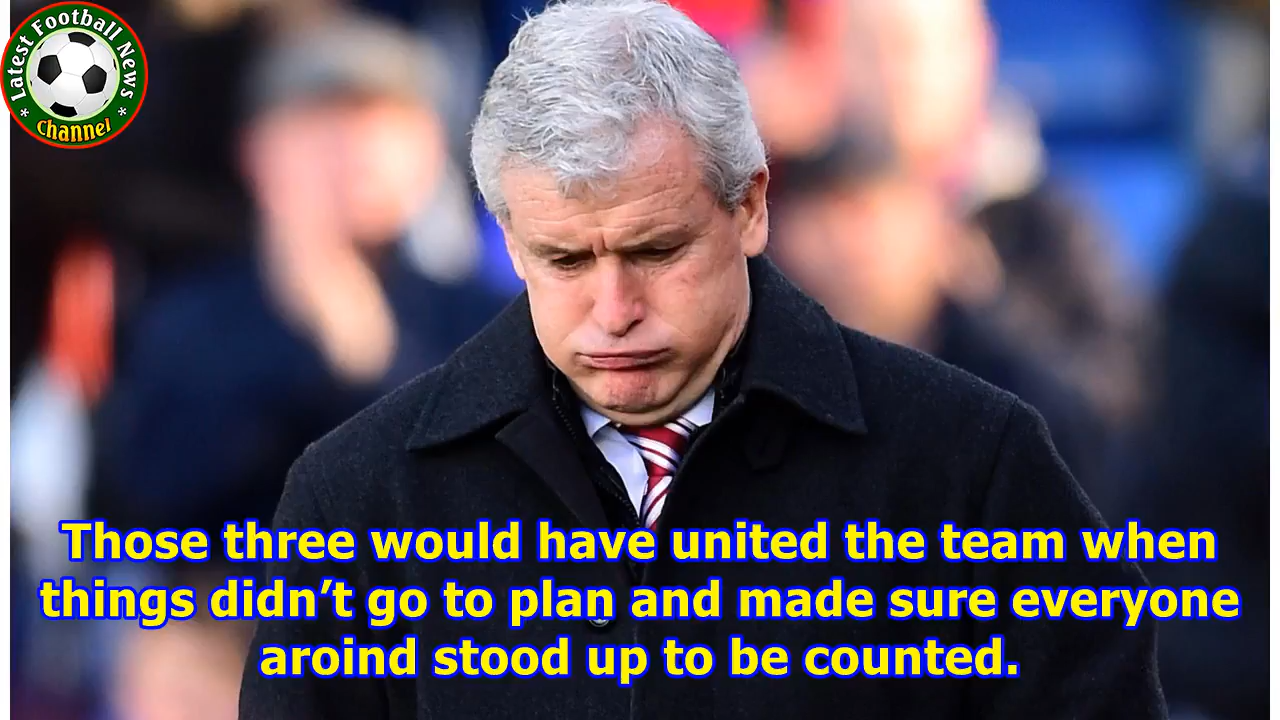 Latest Football News
* Channel *
Those three would have united the team when
things didn’t go to plan and made sure everyone
aroind stood up to be counted.